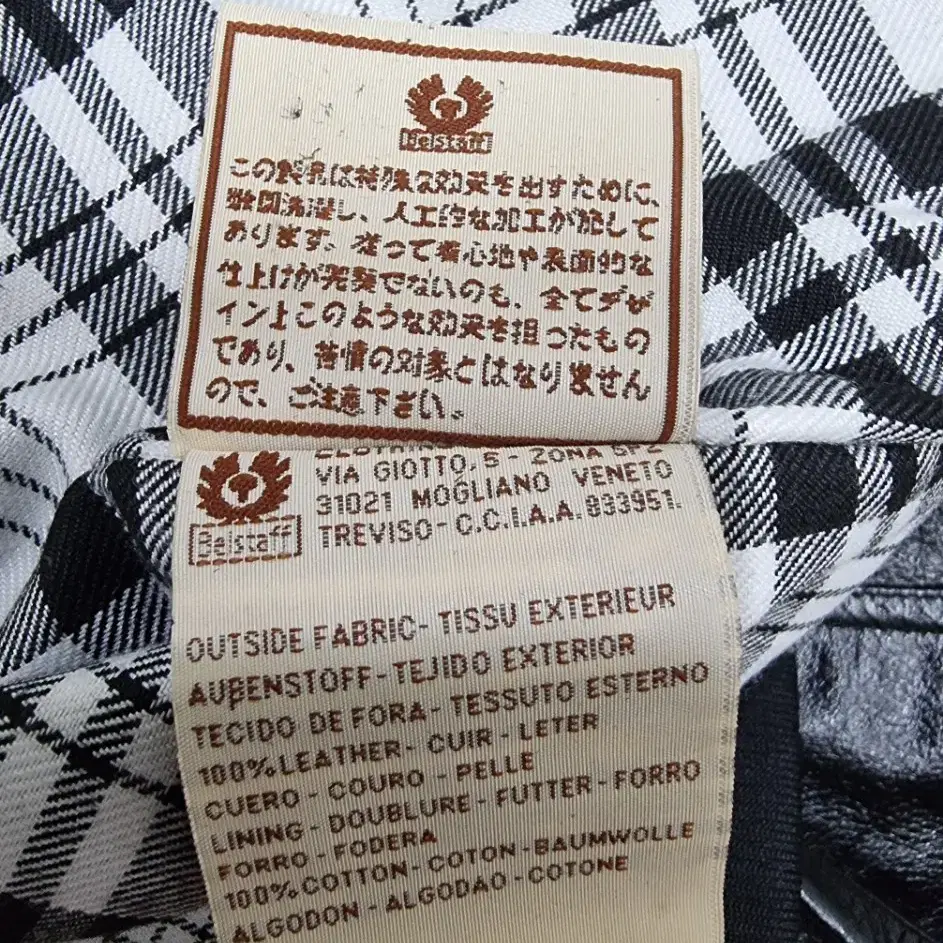 Belstaff
このは特殊な効果を出すために、
数回洗濯し、人工的な加工が施して
あります。従って着心地や表面的な
仕上げが完璧でないのも、全てデザ
イン上このような効果を狙ったもの
であり、苦情の対象とはなりません
ので、ご注意下さい。
Belstaff
VIA GIOTTO, 5 - ZONA SPZ
31021 MOGLIANO VENETO
TREVISO - C.C.I.A.A. 833951.
OUTSIDE FABRIC - TISSU EXTERIEUR
AUßENSTOFF - TEJIDO EXTERIOR
TECIDO DE FORA - TESSUTO ESTERNO
100% LEATHER - CUIR - LETER
CUERO - COURO - PELLE
LINING - DOUBLURE - FUTTER - FORRO
FORRO - FODERA
100% COTTON - COTON - BAUMWOLLE
ALGODON - ALGODAO - COTONE